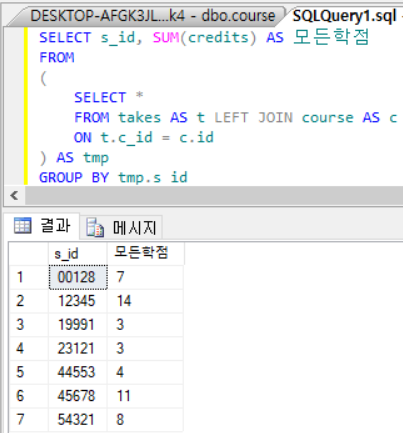 DESKTOP-AFGK3JL...k4 - dbo.course SQLQuery1.sql
SELECT s_id, SUM(credits) AS 모든학점
FROM
(
SELECT *
FROM takes AS t LEFT JOIN course AS c
ON t.c_id = c.id
) AS tmp
GROUP BY tmp.s_id
결과 메시지
s_id 모든학점
1 00128 7
2 12345 14
3 19991 3
4 23121 3
5 44553 4
6 45678 11
7 54321 8